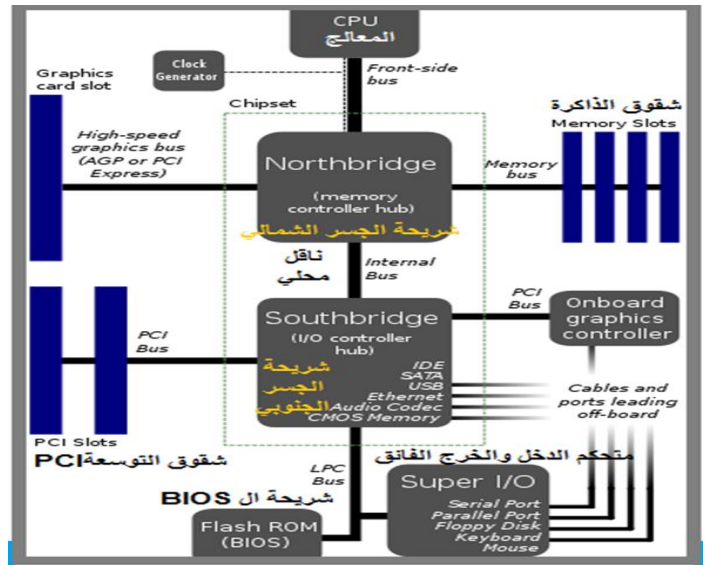 CPU
المعالج
Clock
Generator
Front-side
bus
Graphics
card slot
Chipset
شقوق الذاكرة
Memory Slots
High-speed
graphics bus
(AGP or PCI
Express)
Northbridge
(memory
controller hub)
شريحة الجسر الشمالي
Memory
bus
ناقل
محلي
Internal
Bus
PCI
Bus
Onboard
graphics
controller
Southbridge
(I/O controller
hub)
شريحة
الجسر
الجنوبي
IDE
SATA
USB
Ethernet
Audio Codec
CMOS Memory
PCI
Bus
Cables and
ports leading
off-board
PCI Slots
شقوق التوسعة PCI
LPC
Bus
متحكم الدخل والخرج الفائق
شريحة ال BIOS
Super I/O
Serial Port
Parallel Port
Floppy Disk
Keyboard
Mouse
Flash ROM
(BIOS)